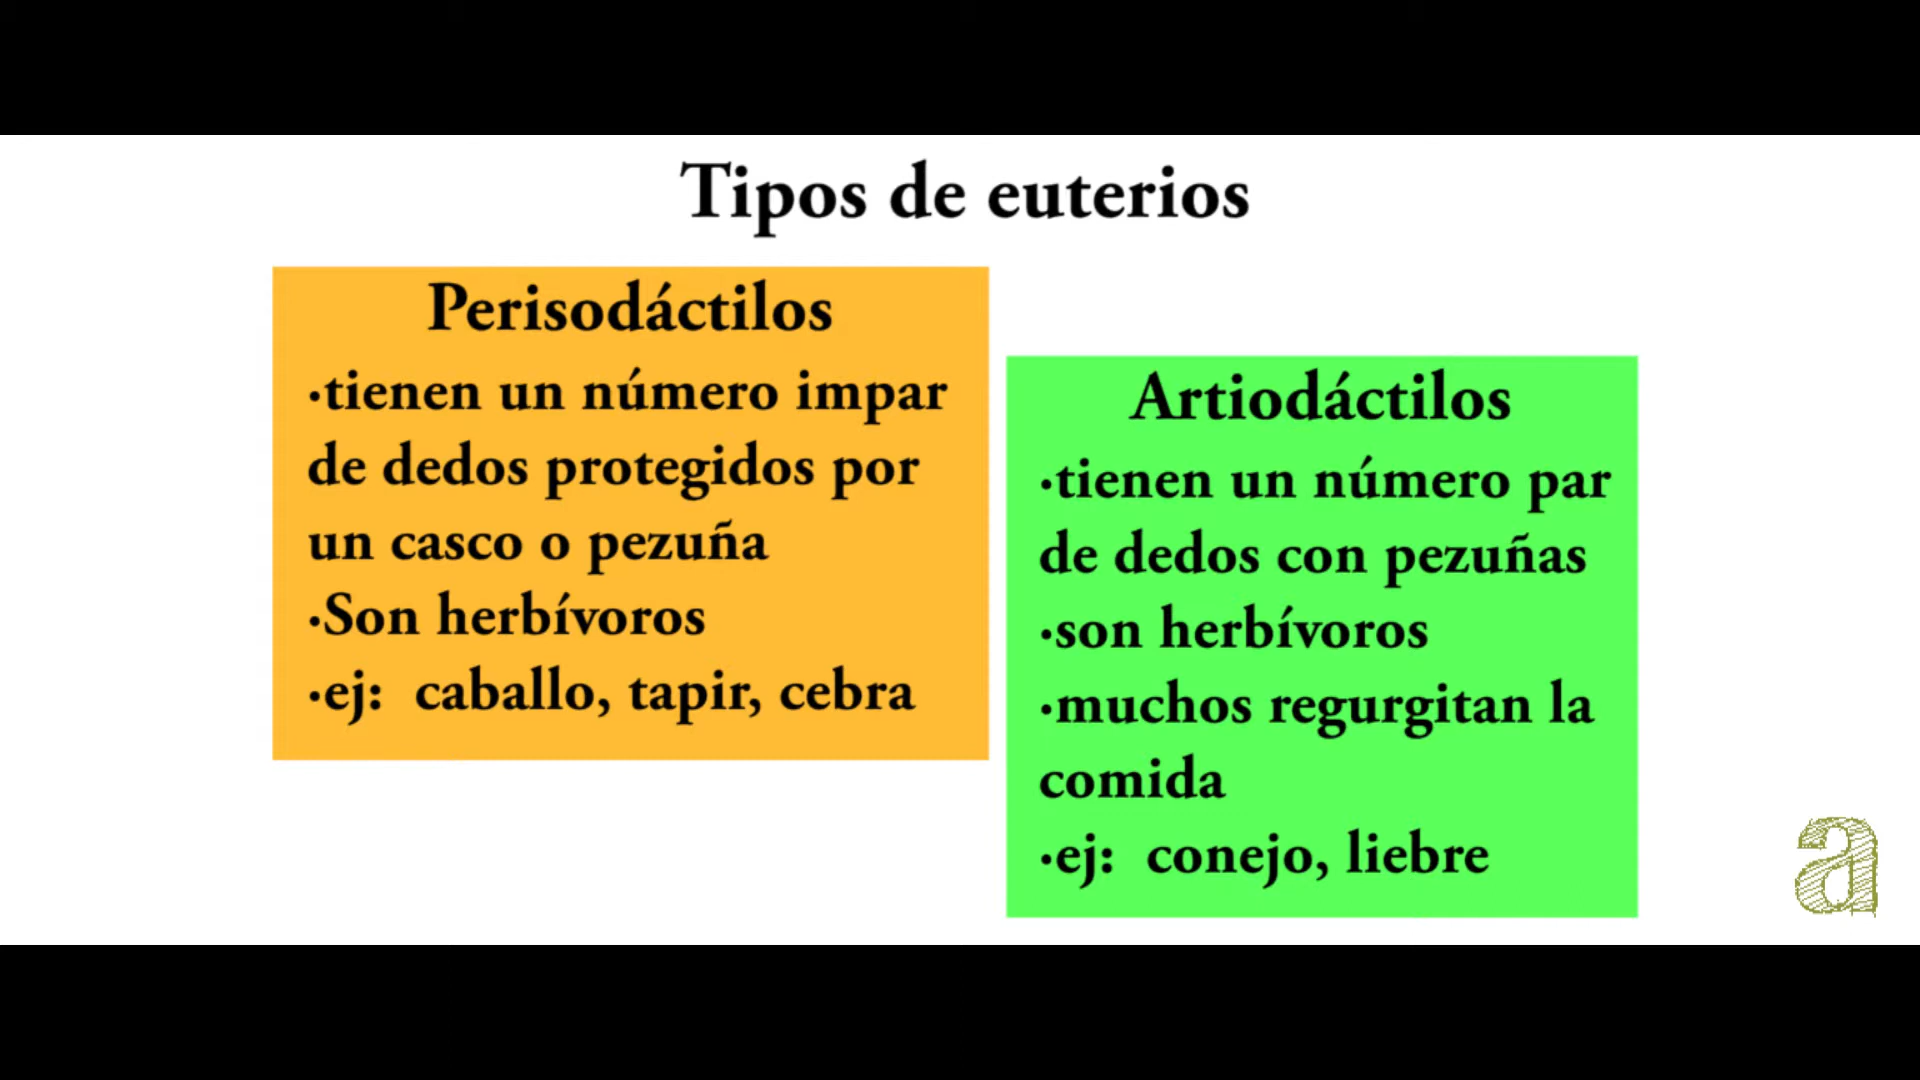 Tipos de euterios
Perisodáctilos
·tienen un número impar
de dedos protegidos por
un casco o pezuña
·Son herbívoros
·ej:  caballo, tapir, cebra
Artiodáctilos
·tienen un número par
de dedos con pezuñas
·son herbívoros
·muchos regurgitan la
comida
·ej:  conejo, liebre
a